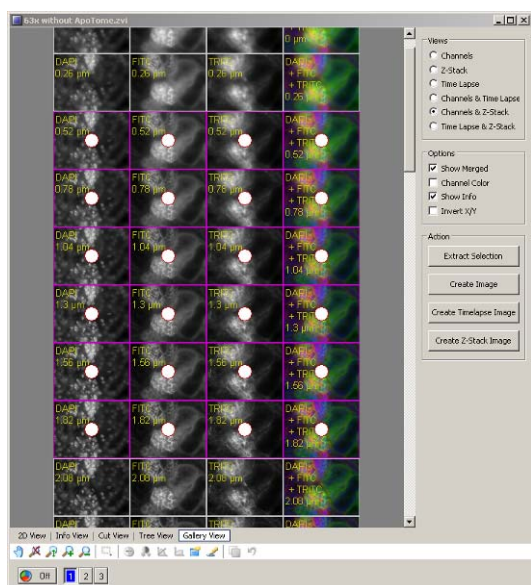 63x without ApoTome.zvi
0 µm
DAPI FITC TRITC DAPI
0.26 µm 0.26 µm 0.26 µm + FITC
+ TRITC
0.26 µm
DAPI FITC TRITC DAPI
0.52 µm 0.52 µm 0.52 µm + FITC
+ TRITC
0.52 µm
DAPI FITC TRITC DAPI
0.78 µm 0.78 µm 0.78 µm + FITC
+ TRITC
0.78 µm
DAPI FITC TRITC DAPI
1.04 µm 1.04 µm 1.04 µm + FITC
+ TRITC
1.04 µm
DAPI FITC TRITC DAPI
1.3 µm 1.3 µm 1.3 µm + FITC
+ TRITC
1.3 µm
DAPI FITC TRITC DAPI
1.56 µm 1.56 µm 1.56 µm + FITC
+ TRITC
1.56 µm
DAPI FITC TRITC DAPI
1.82 µm 1.82 µm 1.82 µm + FITC
+ TRITC
1.82 µm
DAPI FITC TRITC DAPI
2.08 µm 2.08 µm 2.08 µm + FITC
+ TRITC
2.08 µm
Views
Channels
Z-Stack
Time Lapse
Channels & Time Lapse
Channels & Z-Stack
Time Lapse & Z-Stack
Options
Show Merged
Channel Color
Show Info
Invert X/Y
Action
Extract Selection
Create Image
Create Timelapse Image
Create Z-Stack Image
2D View | Info View | Cut View | Tree View | Gallery View
Off 1 2 3